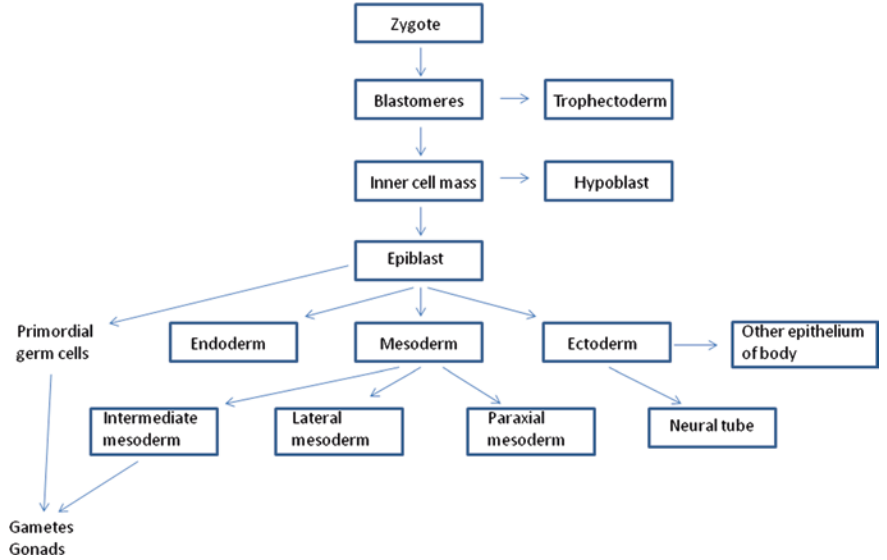 Zygote
Blastomeres
Trophectoderm
Inner cell mass
Hypoblast
Epiblast
Primordial
germ cells
Endoderm
Mesoderm
Ectoderm
Other epithelium
of body
Intermediate
mesoderm
Lateral
mesoderm
Paraxial
mesoderm
Neural tube
Gametes
Gonads